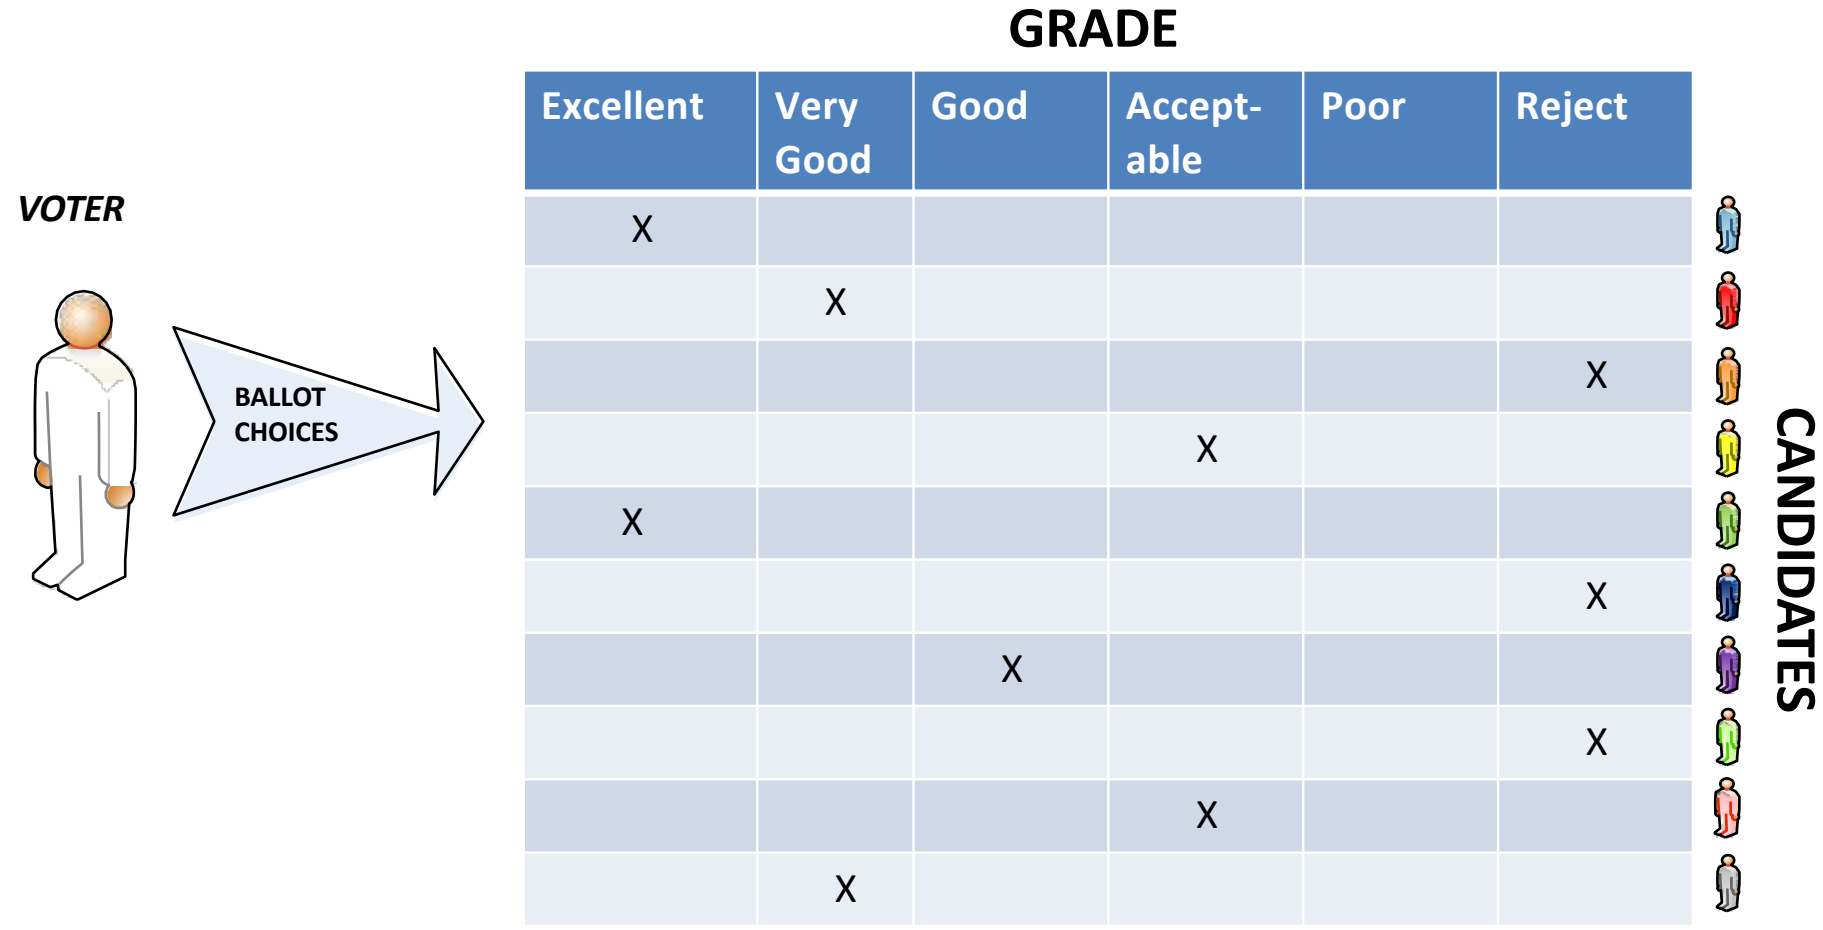 GRADE
Excellent
Very
Good
Good
Accept-
able
Poor
Reject
VOTER
X
X
X
BALLOT
CHOICES
X
X
X
X
X
X
X
CANDIDATES